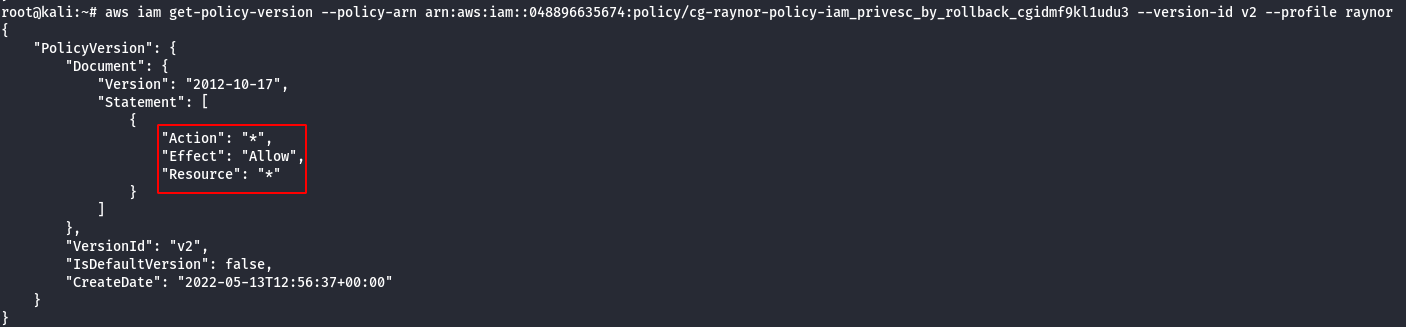 root@kali:~# aws iam get-policy-version --policy-arn arn:aws:iam::048896635674:policy/cg-raynor-policy-iam_privesc_by_rollback_cgidmf9kl1udu3 --version-id v2 --profile raynor
{
    "PolicyVersion": {
        "Document": {
            "Version": "2012-10-17",
            "Statement": [
                {
                    "Action": "*",
                    "Effect": "Allow",
                    "Resource": "*"
                }
            ]
        },
        "VersionId": "v2",
        "IsDefaultVersion": false,
        "CreateDate": "2022-05-13T12:56:37+00:00"
    }
}